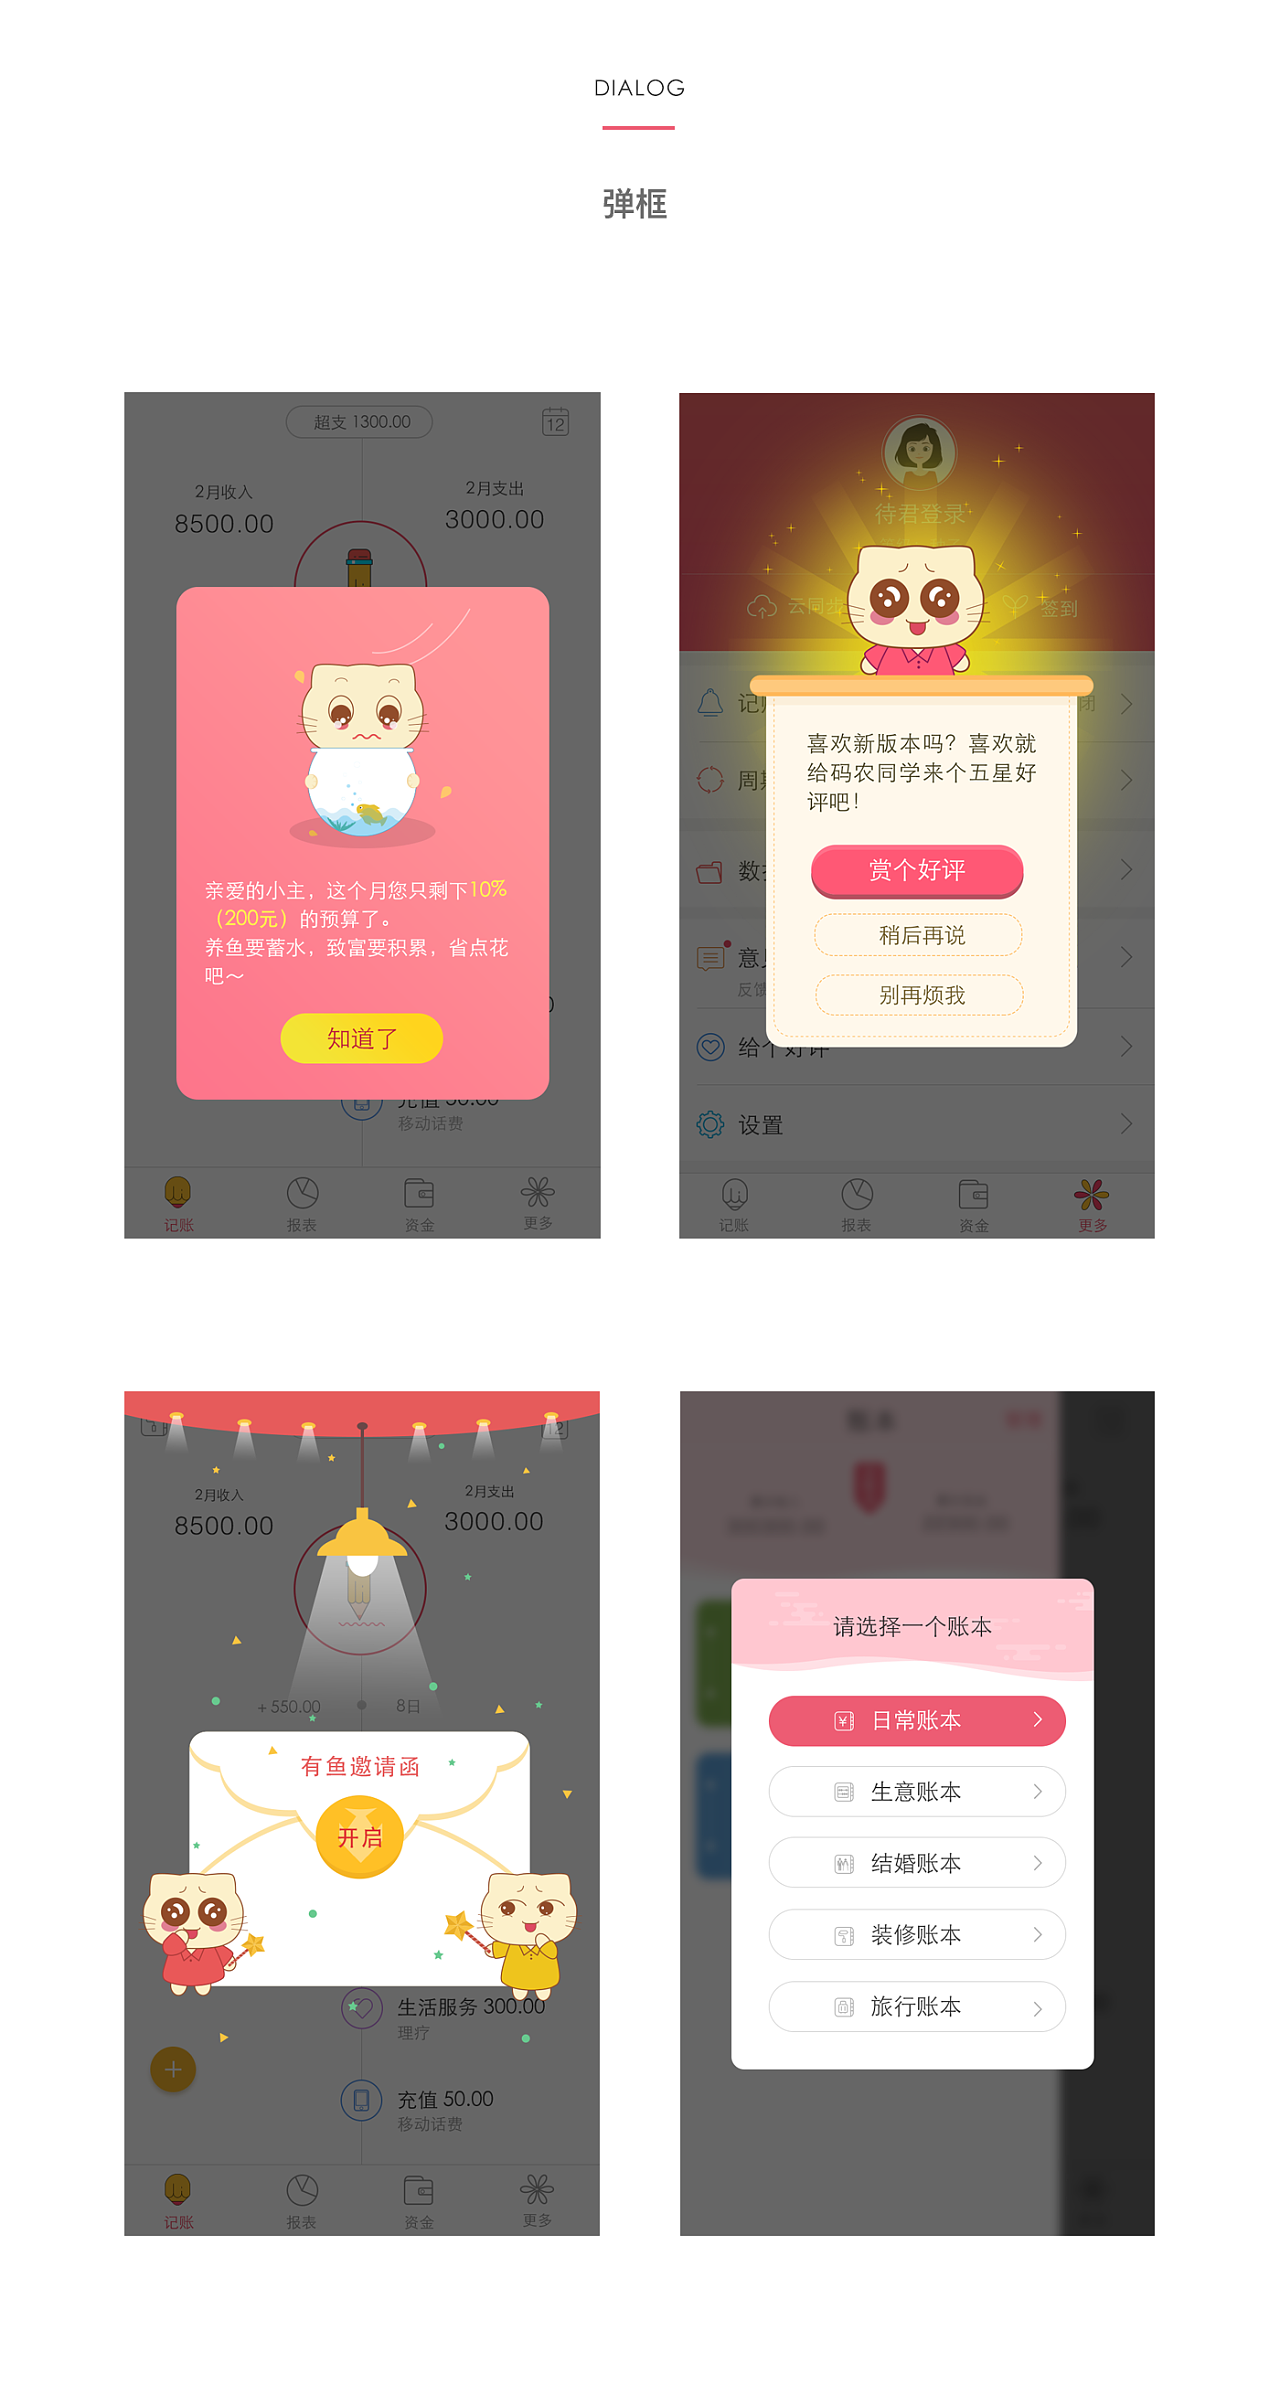 DIALOG
弹框
超支 1300.00
12
2月收入
8500.00
2月支出
3000.00
亲爱的小主，这个月您只剩下10%
（200元）的预算了。
养鱼要蓄水，致富要积累，省点花
吧～
知道了
充值 50.00
移动话费
记账
报表
资金
更多
待君登录
云同步
签到
记
闭
喜欢新版本吗？喜欢就
给码农同学来个五星好
评吧！
周
赏个好评
数
稍后再说
意
反馈
别再烦我
给个好评
设置
记账
报表
资金
更多
12
2月收入
8500.00
2月支出
3000.00
+ 550.00
8日
有鱼邀请函
开启
生活服务 300.00
理疗
充值 50.00
移动话费
记账
报表
资金
更多
账本
请选择一个账本
日常账本
生意账本
结婚账本
装修账本
旅行账本